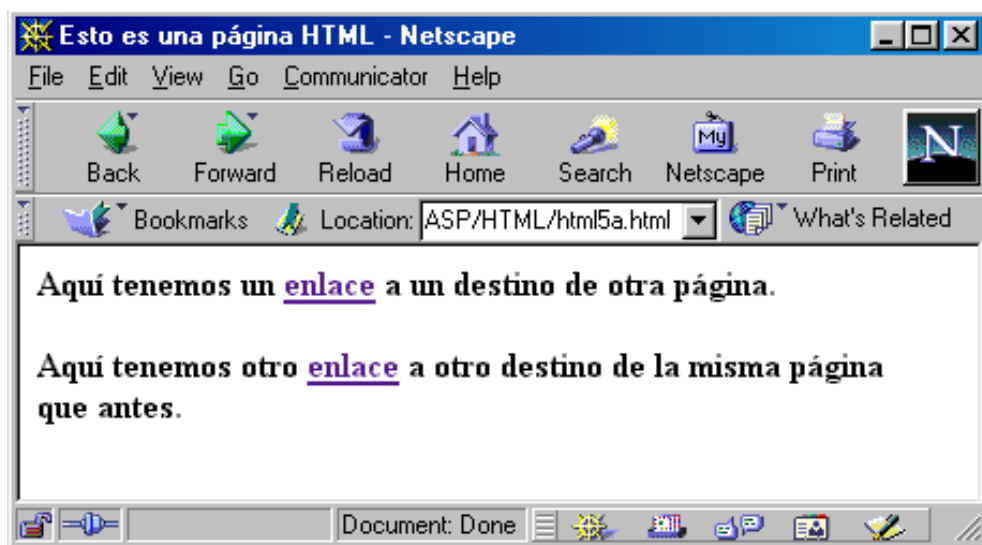 Esto es una página HTML - Netscape
File Edit View Go Communicator Help
Back Forward Reload Home Search My Netscape Print N
Bookmarks Location: ASP/HTML/html5a.html What's Related
Aquí tenemos un enlace a un destino de otra página.
Aquí tenemos otro enlace a otro destino de la misma página
que antes.
Document: Done